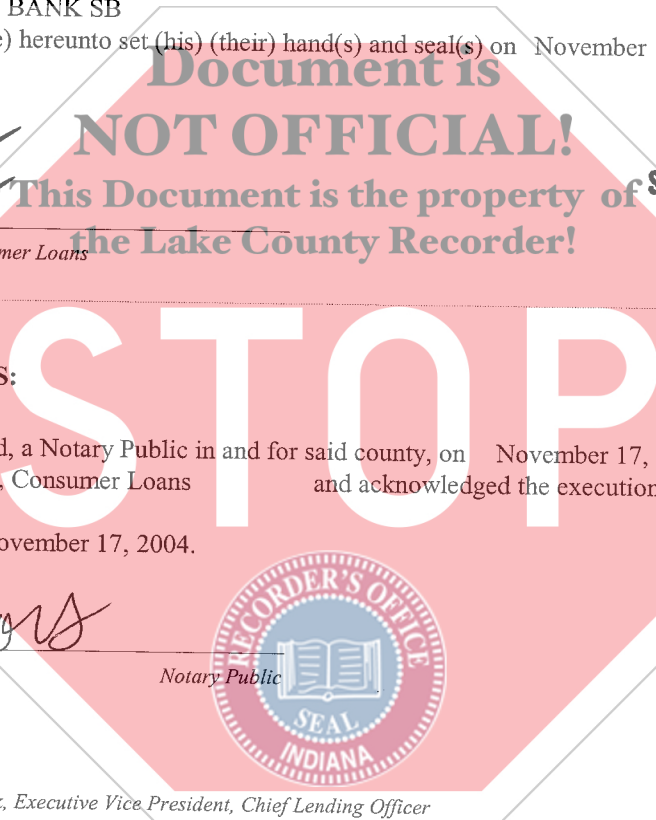 BANK SB
e) hereunto set (his) (their) hand(s) and seal(s) on November
Document is
NOT OFFICIAL!
This Document is the property of
the Lake County Recorder!
mer Loans
STOP
S:
d, a Notary Public in and for said county, on November 17,
, Consumer Loans and acknowledged the execution
ovember 17, 2004.
RECORDER'S OFFICE
SEAL
INDIANA
Notary Public
, Executive Vice President, Chief Lending Officer